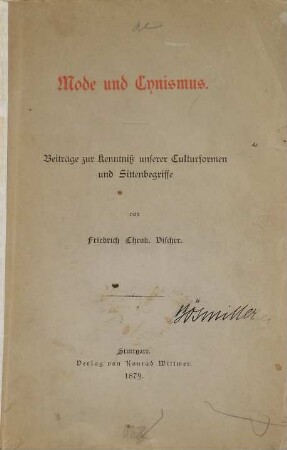 Mode und Cynismus.
Beiträge zur Kenntniß unserer Culturformen
und Sittenbegriffe
von
Friedrich Theod. Vischer.
Bösmiller
Stuttgart.
Verlag von Konrad Wittwer.
1879.